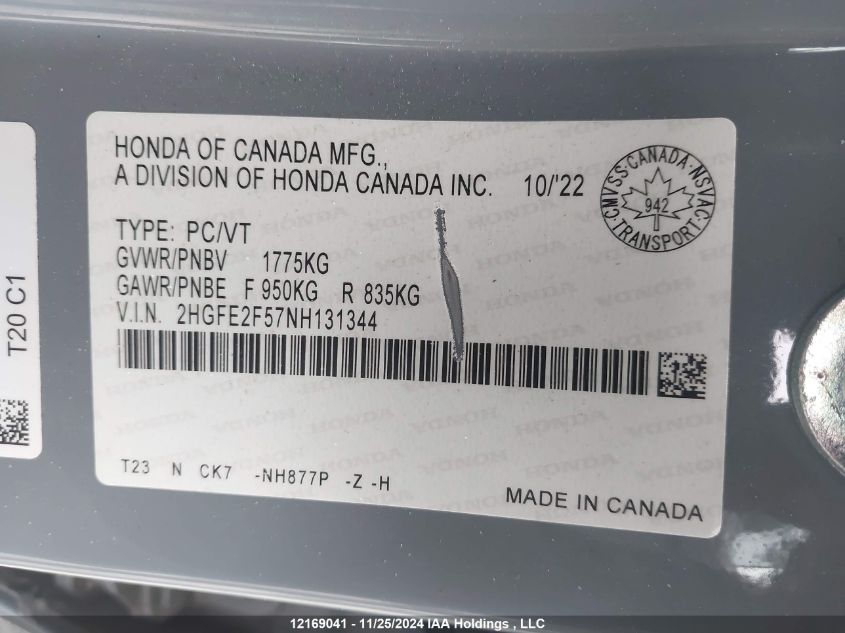 HONDA OF CANADA MFG.,
A DIVISION OF HONDA CANADA INC. 10/'22
CMVSS·CANADA·NSVAC
942
TRANSPORT
TYPE: PC/VT
GVWR/PNBV 1775KG
GAWR/PNBE F 950KG R 835KG
V.I.N. 2HGFE2F57NH131344
T20 C1
T23 N CK7 -NH877P -Z -H
MADE IN CANADA
12169041 - 11/25/2024 IAA Holdings , LLC